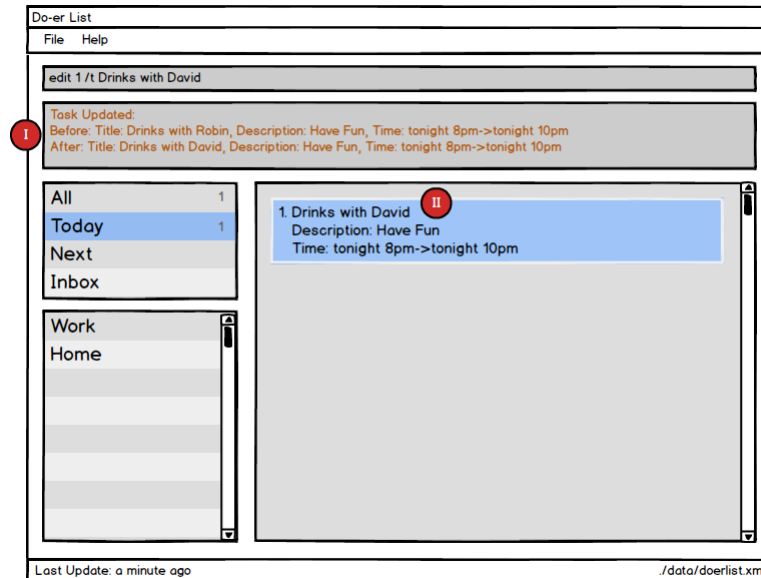 Do-er List
File Help
edit 1 /t Drinks with David
Task Updated:
Before: Title: Drinks with Robin, Description: Have Fun, Time: tonight 8pm->tonight 10pm
After: Title: Drinks with David, Description: Have Fun, Time: tonight 8pm->tonight 10pm
I
All 1
Today 1
Next
Inbox
Work
Home
II
1. Drinks with David
Description: Have Fun
Time: tonight 8pm->tonight 10pm
Last Update: a minute ago
./data/doerlist.xm